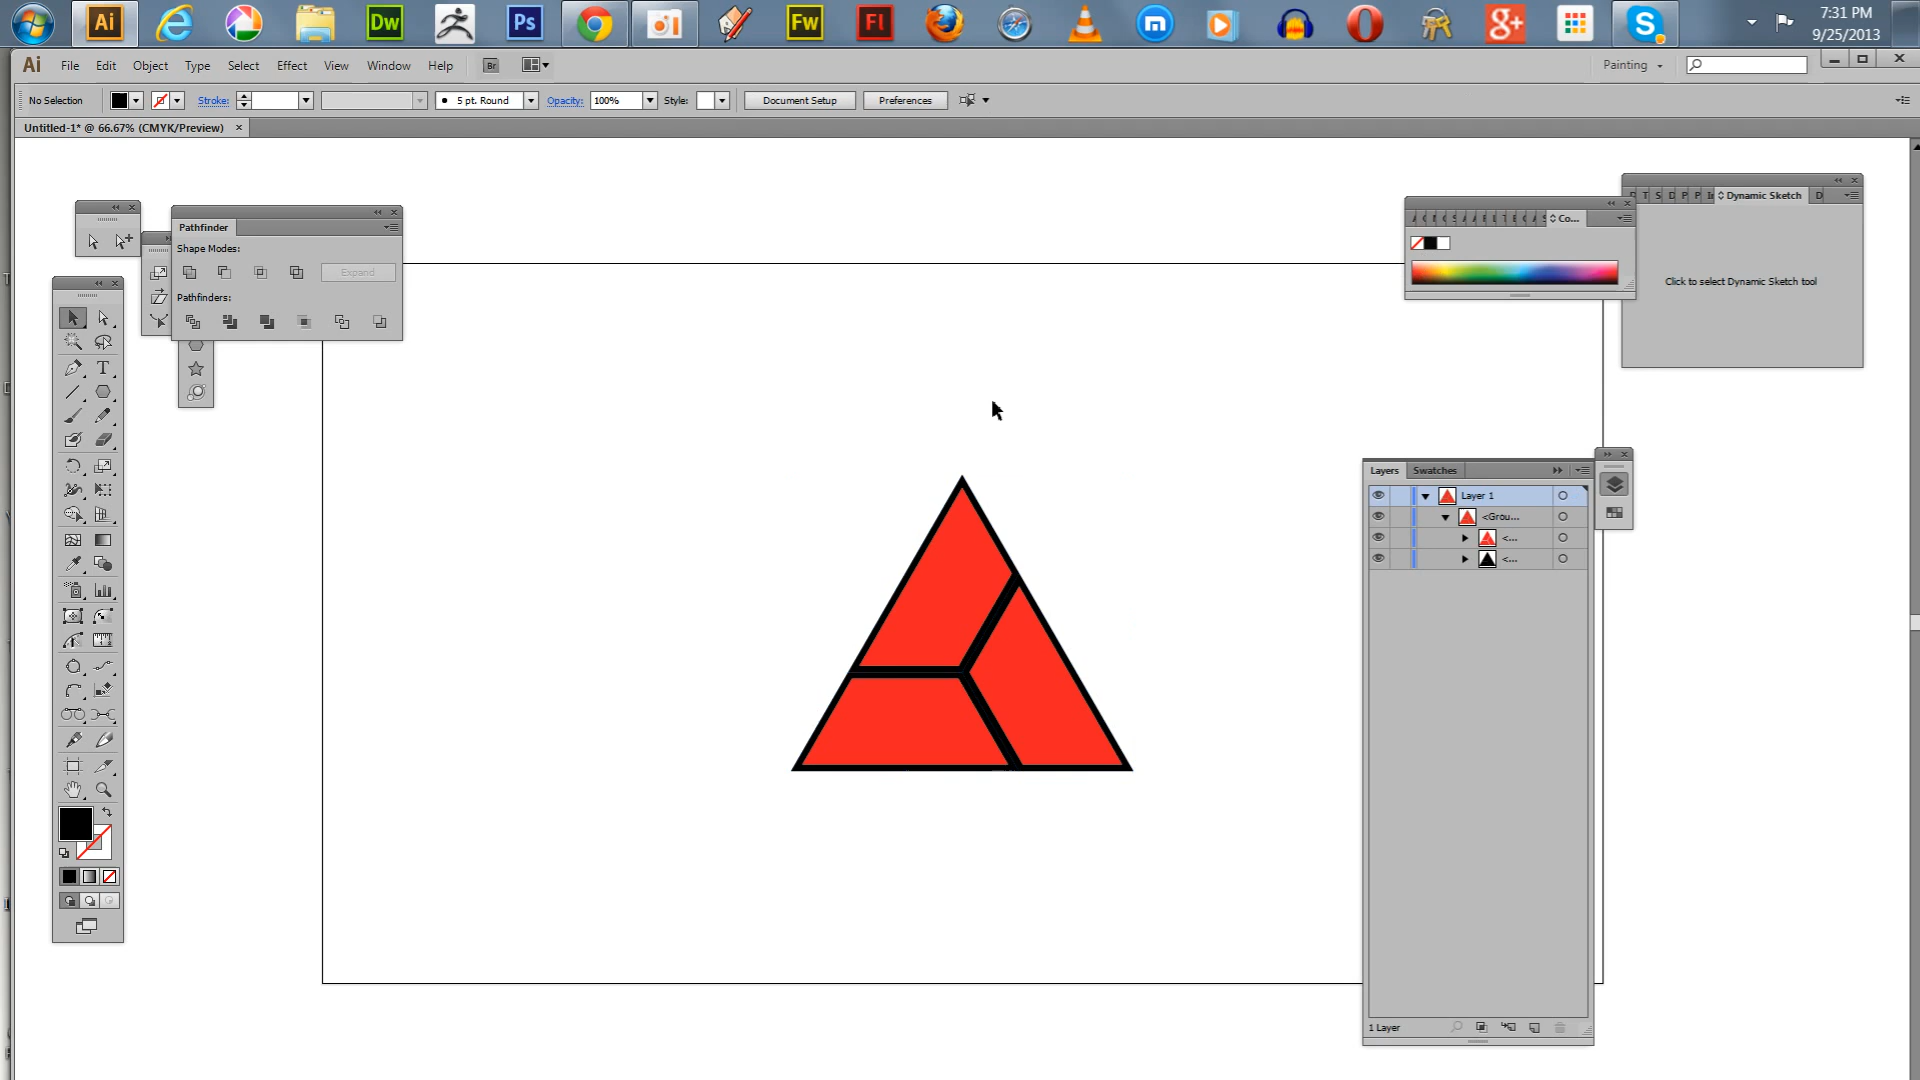 Ai
Dw
Ps
Fw
Fl
7:31 PM
9/25/2013
Ai File Edit Object Type Select Effect View Window Help Br Painting
No Selection Stroke: 5 pt. Round Opacity: 100% Style: Document Setup Preferences
Untitled-1* @ 66.67% (CMYK/Preview)
Pathfinder
Shape Modes:
Expand
Pathfinders:
Co...
Dynamic Sketch
Click to select Dynamic Sketch tool
Layers Swatches
Layer 1
<Grou...
<...
<...
1 Layer